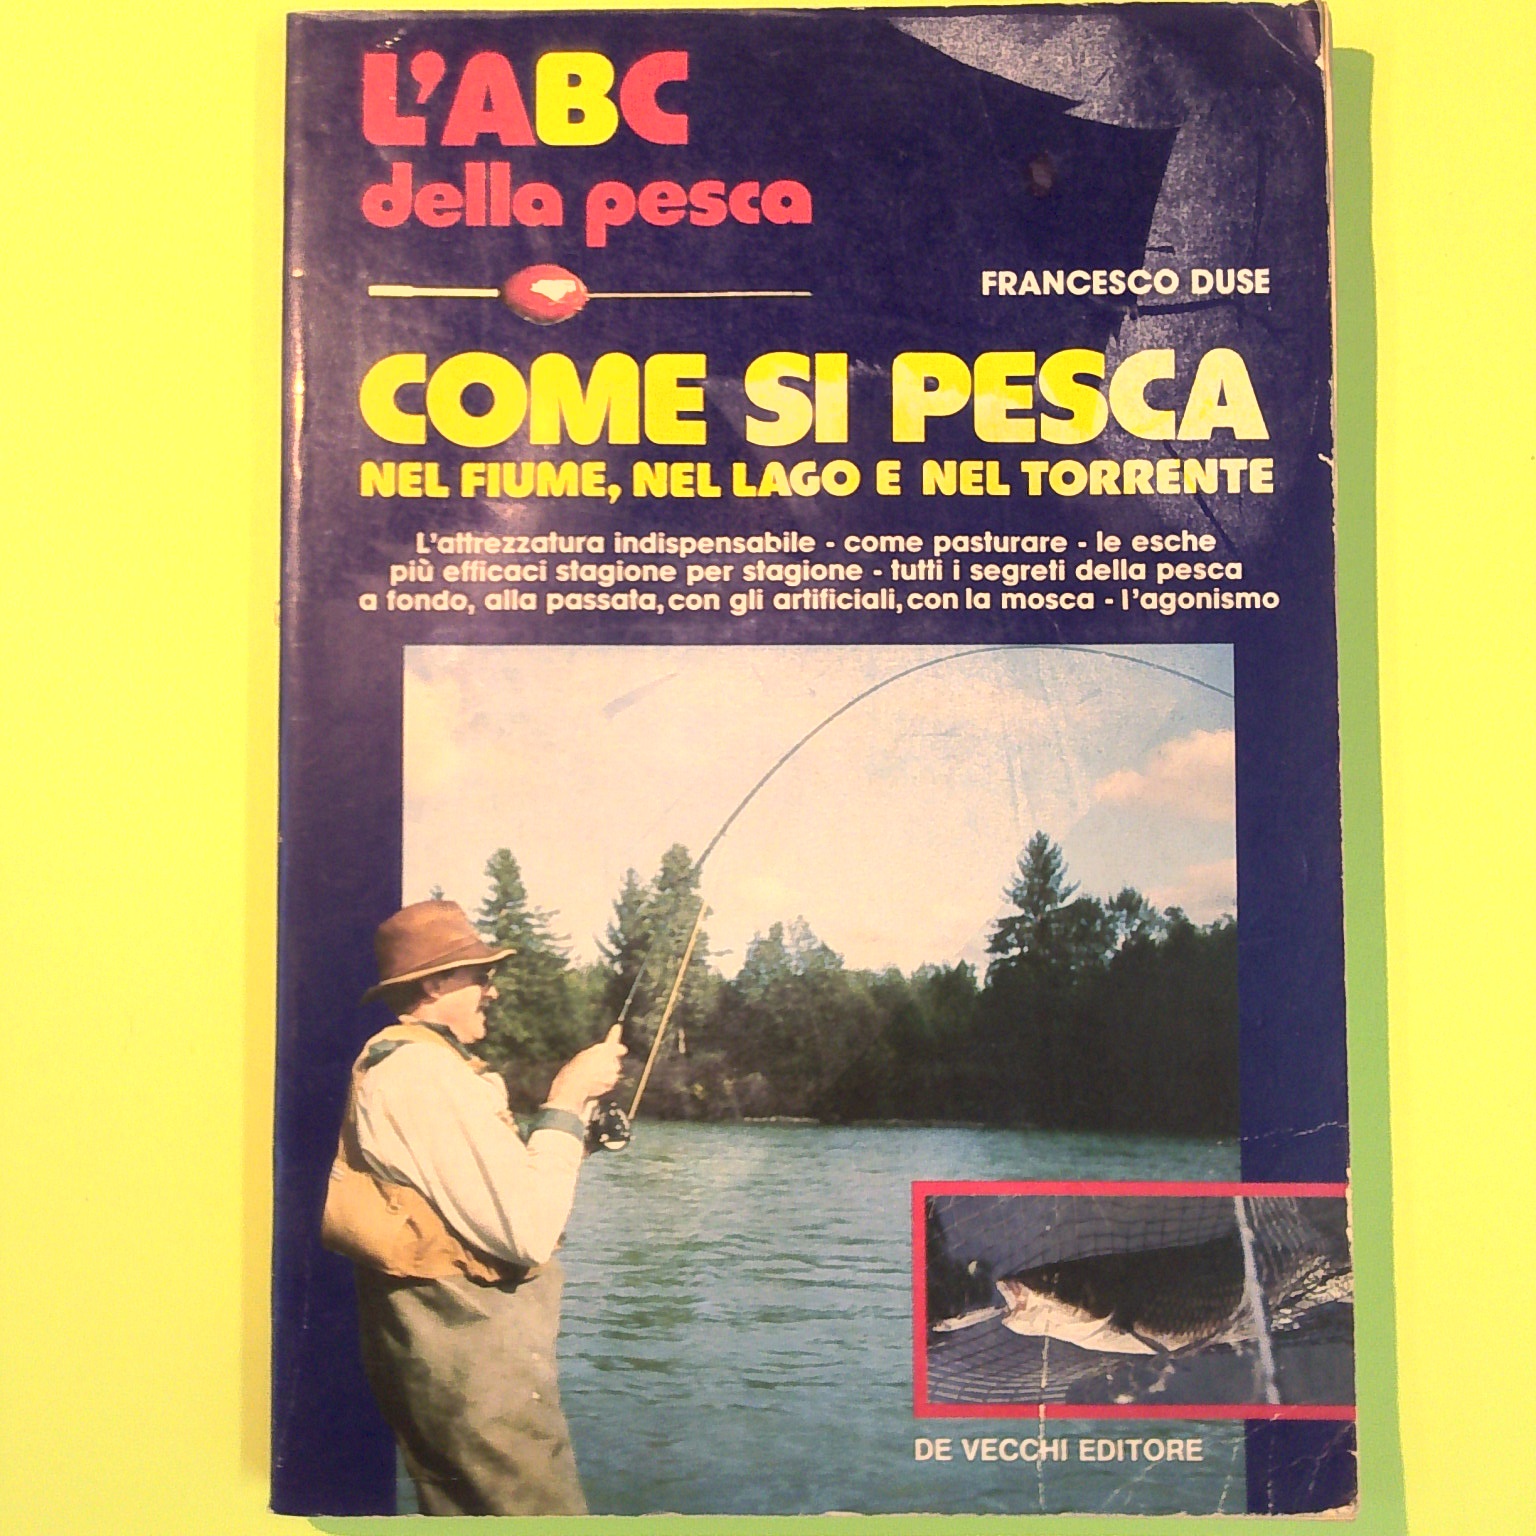 L'ABC
della pesca
FRANCESCO DUSE
COME SI PESCA
NEL FIUME, NEL LAGO E NEL TORRENTE
L'attrezzatura indispensabile - come pasturare - le esche
più efficaci stagione per stagione - tutti i segreti della pesca
a fondo, alla passata, con gli artificiali, con la mosca - l'agonismo
DE VECCHI EDITORE